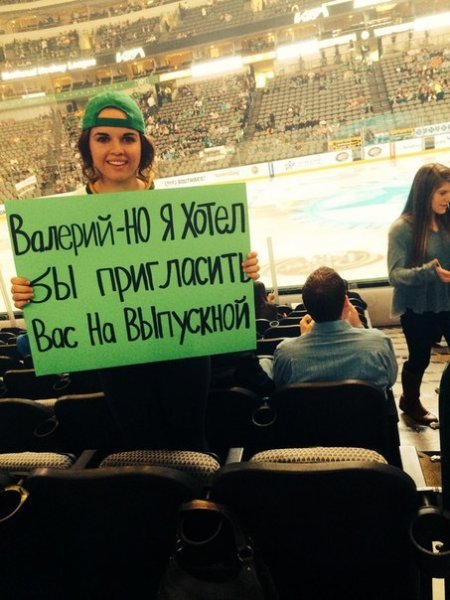 Валерий-но я хотел
бы пригласить
Вас на выпускной